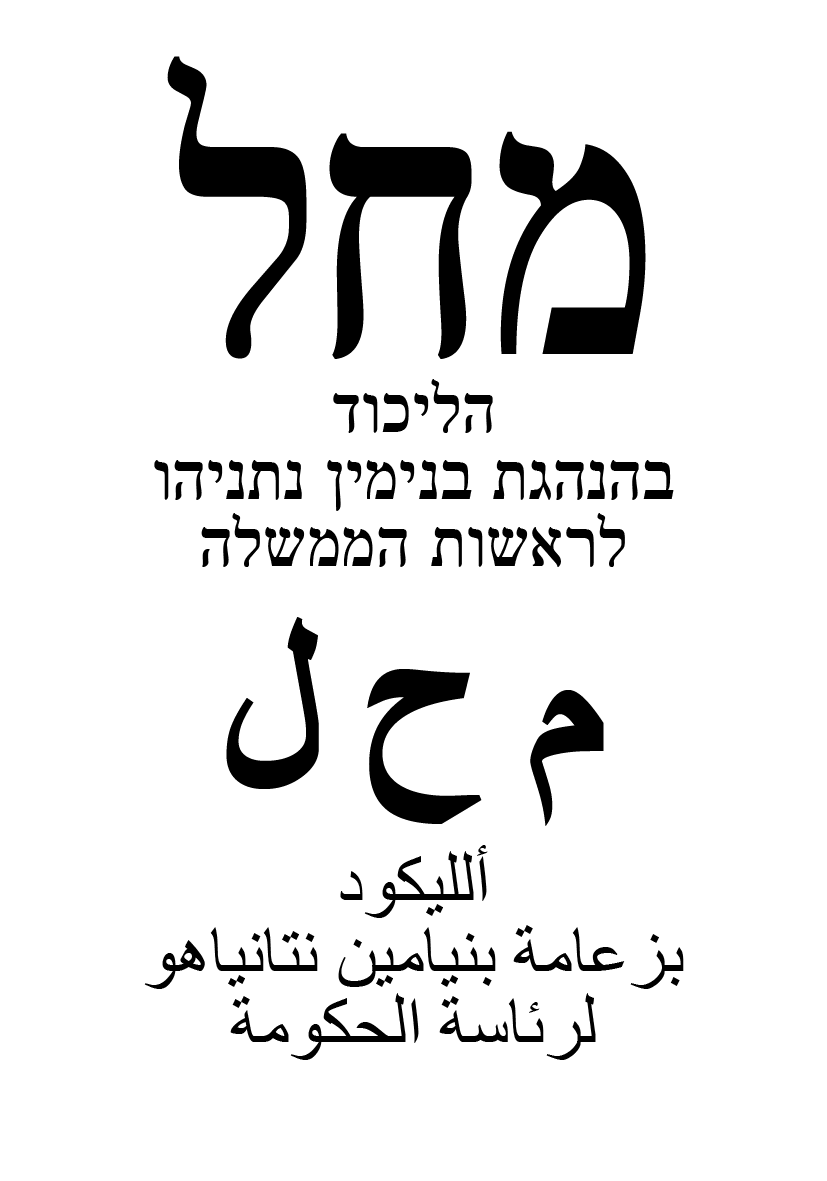 מחל
הליכוד
בהנהגת בנימין נתניהו
לראשות הממשלה
م ح ل
ألليكود
بزعامة بنيامين نتانياهو
لرئاسة الحكومة